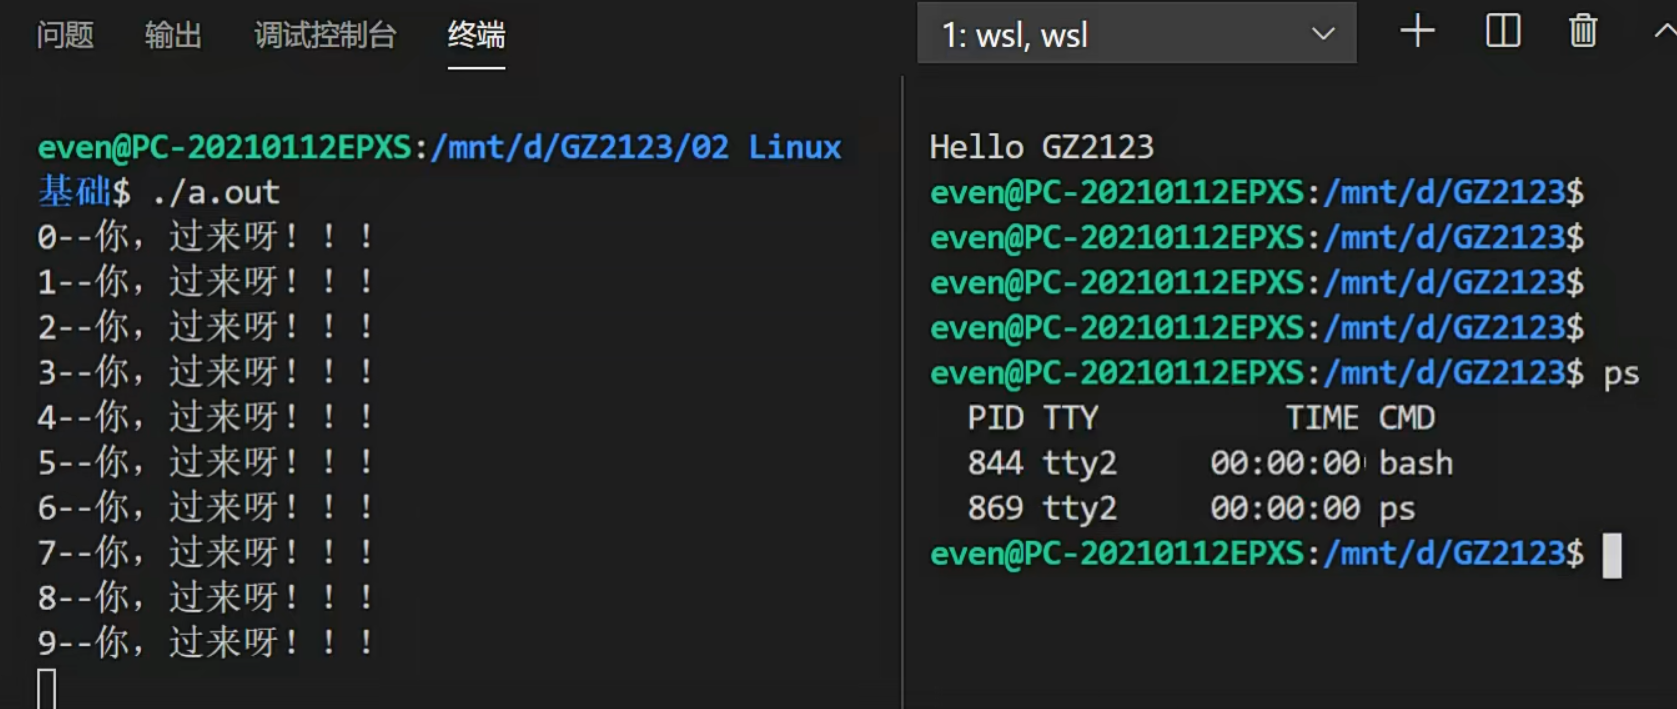 问题 输出 调试控制台 终端 1: wsl, wsl
even@PC-20210112EPXS:/mnt/d/GZ2123/02 Linux
基础$ ./a.out
0--你，过来呀！！！
1--你，过来呀！！！
2--你，过来呀！！！
3--你，过来呀！！！
4--你，过来呀！！！
5--你，过来呀！！！
6--你，过来呀！！！
7--你，过来呀！！！
8--你，过来呀！！！
9--你，过来呀！！！
Hello GZ2123
even@PC-20210112EPXS:/mnt/d/GZ2123$
even@PC-20210112EPXS:/mnt/d/GZ2123$
even@PC-20210112EPXS:/mnt/d/GZ2123$
even@PC-20210112EPXS:/mnt/d/GZ2123$
even@PC-20210112EPXS:/mnt/d/GZ2123$ ps
PID TTY TIME CMD
844 tty2 00:00:00 bash
869 tty2 00:00:00 ps
even@PC-20210112EPXS:/mnt/d/GZ2123$